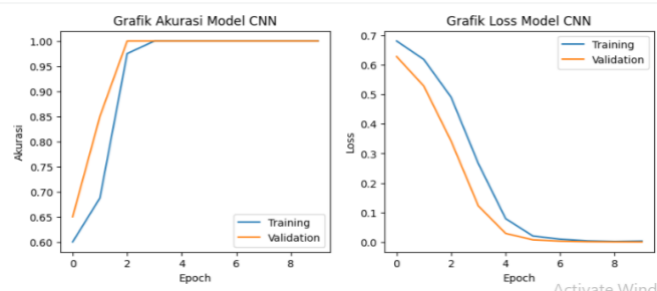 Grafik Akurasi Model CNN
1.00
0.95
0.90
0.85
0.80
0.75
0.70
0.65
0.60
Akurasi
Training
Validation
0 2 4 6 8
Epoch
Grafik Loss Model CNN
0.7
0.6
0.5
0.4
0.3
0.2
0.1
0.0
Loss
Training
Validation
0 2 4 6 8
Epoch
Activate Wind